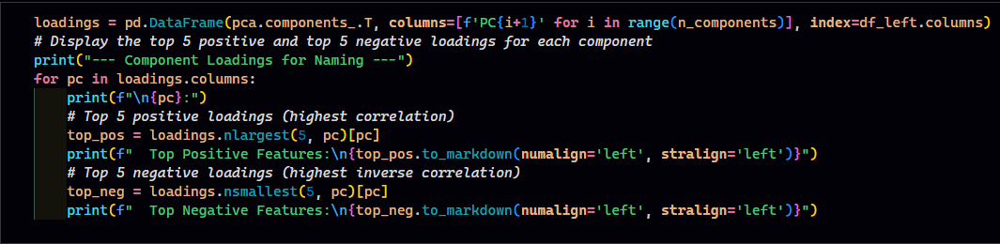 loadings = pd.DataFrame(pca.components_.T, columns=[f'PC{i+1}' for i in range(n_components)], index=df_left.columns)
# Display the top 5 positive and top 5 negative loadings for each component
print("--- Component Loadings for Naming ---")
for pc in loadings.columns:
    print(f"\n{pc}:")
    # Top 5 positive loadings (highest correlation)
    top_pos = loadings.nlargest(5, pc)[pc]
    print(f"  Top Positive Features:\n{top_pos.to_markdown(numalign='left', stralign='left')}")
    # Top 5 negative loadings (highest inverse correlation)
    top_neg = loadings.nsmallest(5, pc)[pc]
    print(f"  Top Negative Features:\n{top_neg.to_markdown(numalign='left', stralign='left')}")